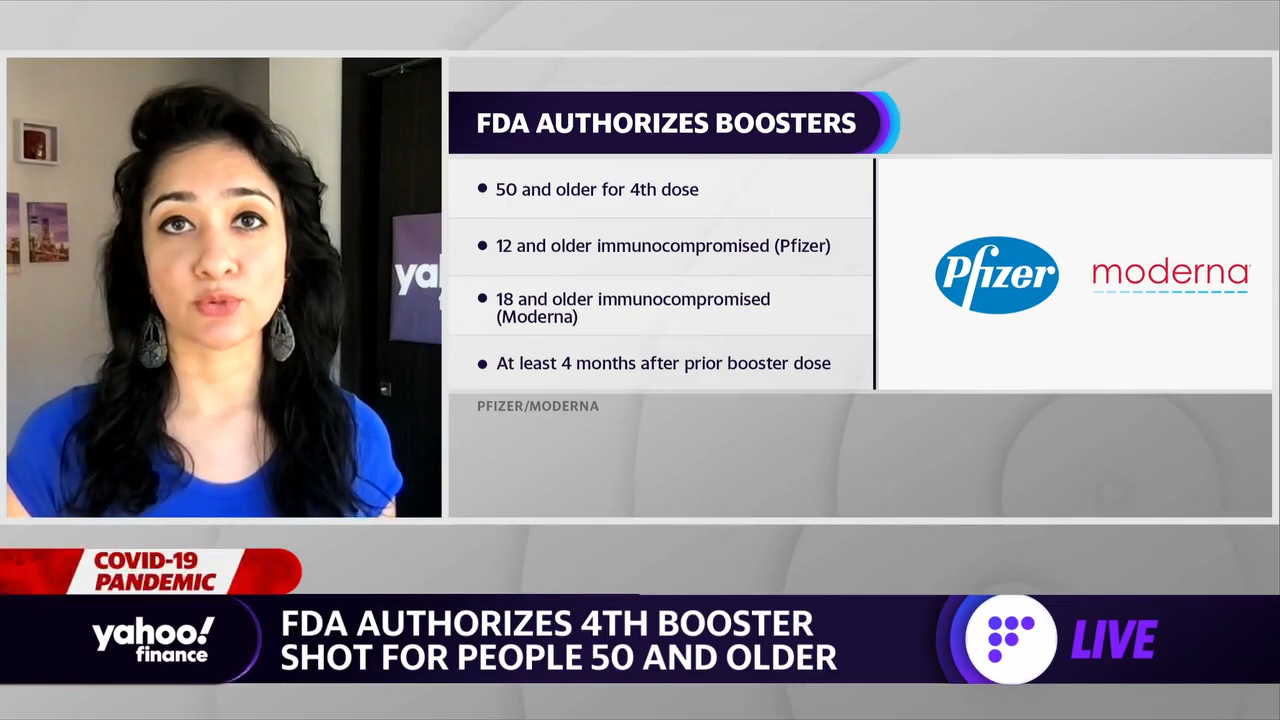 ya
FDA AUTHORIZES BOOSTERS
• 50 and older for 4th dose
• 12 and older immunocompromised (Pfizer)
• 18 and older immunocompromised
(Moderna)
• At least 4 months after prior booster dose
PFIZER/MODERNA
Pfizer
moderna
COVID-19
PANDEMIC
yahoo!
finance
FDA AUTHORIZES 4TH BOOSTER
SHOT FOR PEOPLE 50 AND OLDER
LIVE